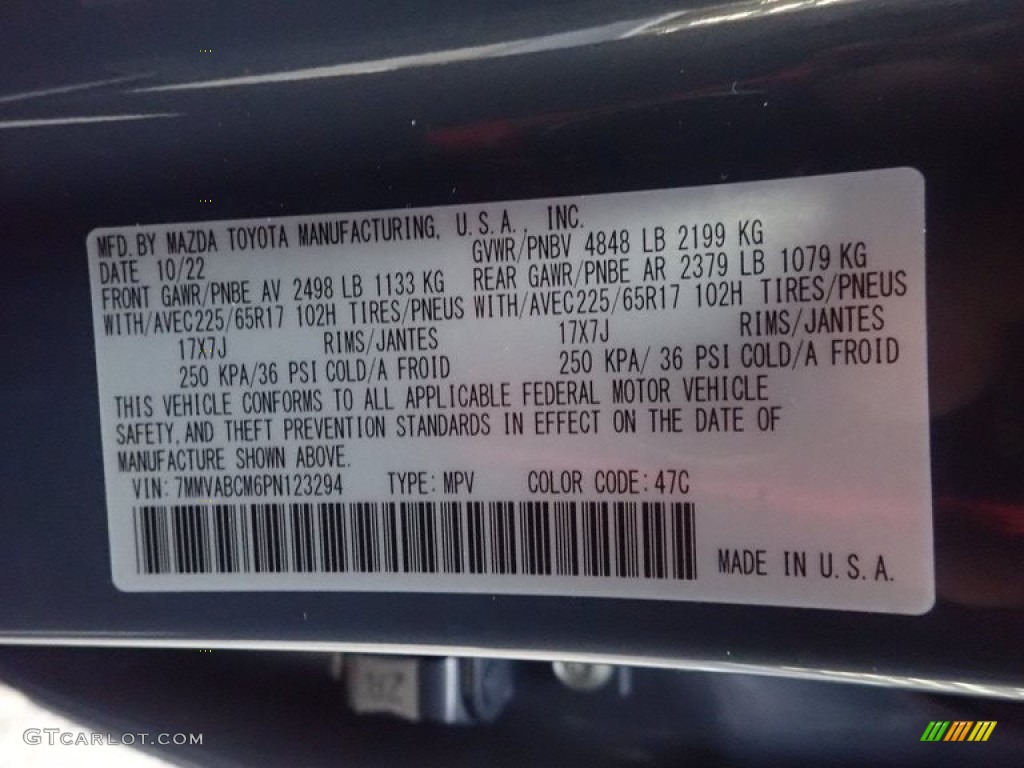 MFD. BY MAZDA TOYOTA MANUFACTURING, U.S.A., INC.
DATE 10/22 GVWR/PNBV 4848 LB 2199 KG
FRONT GAWR/PNBE AV 2498 LB 1133 KG REAR GAWR/PNBE AR 2379 LB 1079 KG
WITH/AVEC225/65R17 102H TIRES/PNEUS WITH/AVEC225/65R17 102H TIRES/PNEUS
17X7J RIMS/JANTES 17X7J RIMS/JANTES
250 KPA/36 PSI COLD/A FROID 250 KPA/ 36 PSI COLD/A FROID
THIS VEHICLE CONFORMS TO ALL APPLICABLE FEDERAL MOTOR VEHICLE
SAFETY, AND THEFT PREVENTION STANDARDS IN EFFECT ON THE DATE OF
MANUFACTURE SHOWN ABOVE.
VIN: 7MMVABCM6PN123294 TYPE: MPV COLOR CODE: 47C
MADE IN U.S.A.
GTCARLOT.COM